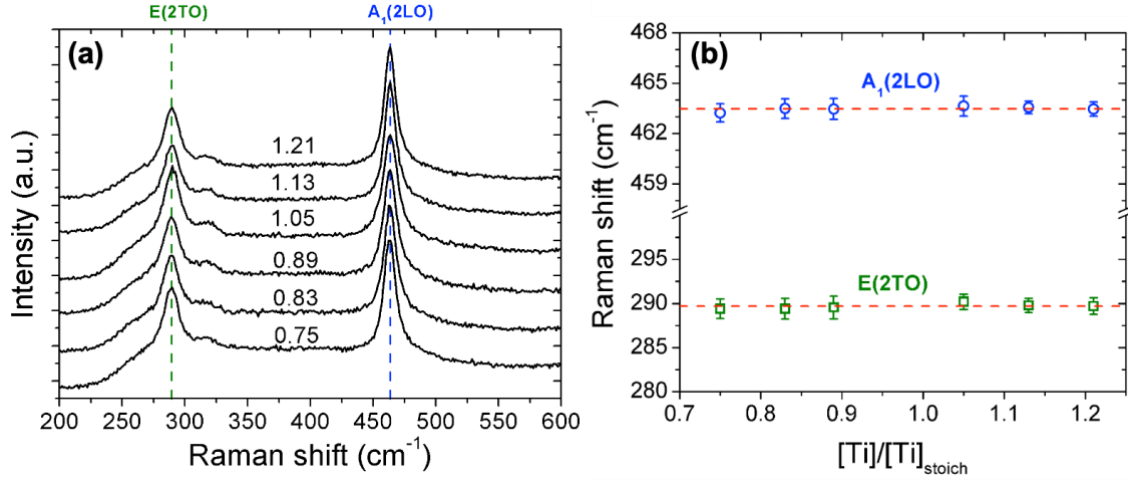 E(2TO)
A₁(2LO)
(a)
1.21
1.13
1.05
0.89
0.83
0.75
Intensity (a.u.)
200 250 300 350 400 450 500 550 600
Raman shift (cm⁻¹)
(b)
468
465
462
459
295
290
285
280
A₁(2LO)
E(2TO)
Raman shift (cm⁻¹)
0.7 0.8 0.9 1.0 1.1 1.2
[Ti]/[Ti]stoich